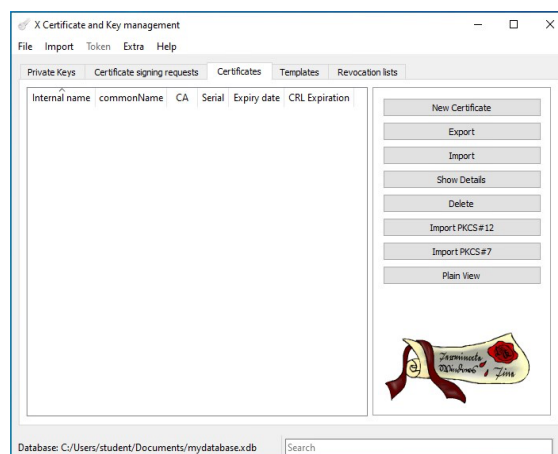 X Certificate and Key management
File Import Token Extra Help
Private Keys Certificate signing requests Certificates Templates Revocation lists
Internal name commonName CA Serial Expiry date CRL Expiration
New Certificate
Export
Import
Show Details
Delete
Import PKCS#12
Import PKCS#7
Plain View
Database: C:/Users/student/Documents/mydatabase.xdb
Search